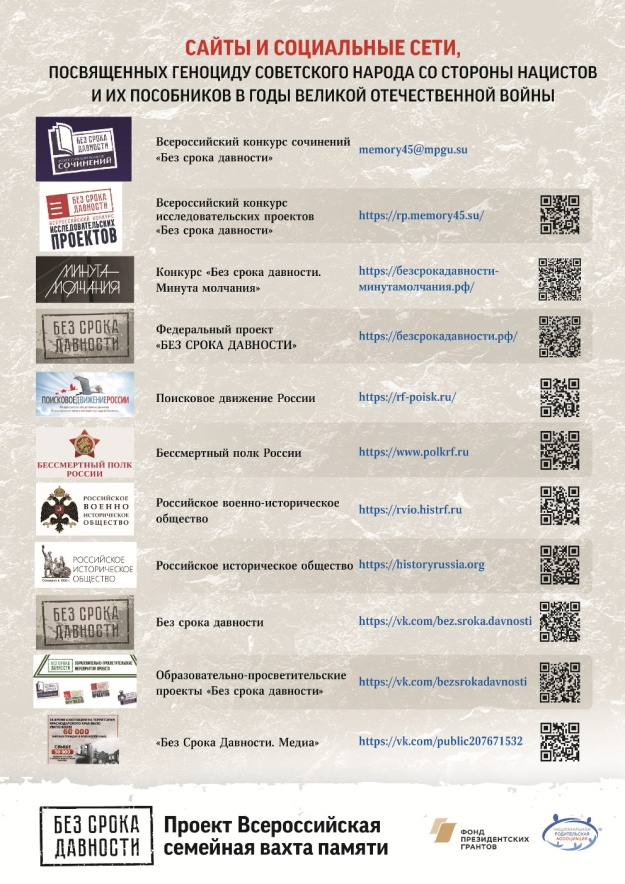 САЙТЫ И СОЦИАЛЬНЫЕ СЕТИ,
ПОСВЯЩЕННЫХ ГЕНОЦИДУ СОВЕТСКОГО НАРОДА СО СТОРОНЫ НАЦИСТОВ
И ИХ ПОСОБНИКОВ В ГОДЫ ВЕЛИКОЙ ОТЕЧЕСТВЕННОЙ ВОЙНЫ
БЕЗ СРОКА
ДАВНОСТИ
СОЧИНЕНИЙ
Всероссийский конкурс сочинений
«Без срока давности»
memory45@mpgu.su
БЕЗ СРОКА
ДАВНОСТИ
ВСЕРОССИЙСКИЙ КОНКУРС
ИССЛЕДОВАТЕЛЬСКИХ
ПРОЕКТОВ
Всероссийский конкурс
исследовательских проектов
«Без срока давности»
https://rp.memory45.su/
МИНУТА
МОЛЧАНИЯ
Конкурс «Без срока давности.
Минута молчания»
https://безсрокадавности-
минутамолчания.рф/
БЕЗ СРОКА
ДАВНОСТИ
Федеральный проект
«БЕЗ СРОКА ДАВНОСТИ»
https://безсрокадавности.рф/
ПОИСКОВОЕДВИЖЕНИЕРОССИИ
Поисковое движение России
https://rf-poisk.ru/
БЕССМЕРТНЫЙ ПОЛК
РОССИИ
Бессмертный полк России
https://www.polkrf.ru
РОССИЙСКОЕ
ВОЕННО
ИСТОРИЧЕСКОЕ
ОБЩЕСТВО
Российское военно-историческое
общество
https://rvio.histrf.ru
РОССИЙСКОЕ
ИСТОРИЧЕСКОЕ
ОБЩЕСТВО
Российское историческое общество
https://historyrussia.org
БЕЗ СРОКА
ДАВНОСТИ
Без срока давности
https://vk.com/bez.sroka.davnosti
БЕЗ СРОКА
ДАВНОСТИ
Образовательно-просветительские
проекты «Без срока давности»
https://vk.com/bezsrokadavnosti
60 000
«Без Срока Давности. Медиа»
https://vk.com/public207671532
БЕЗ СРОКА
ДАВНОСТИ
Проект Всероссийская
семейная вахта памяти
ФОНД
ПРЕЗИДЕНТСКИХ
ГРАНТОВ
НАЦИОНАЛЬНАЯ
РОДИТЕЛЬСКАЯ
АССОЦИАЦИЯ